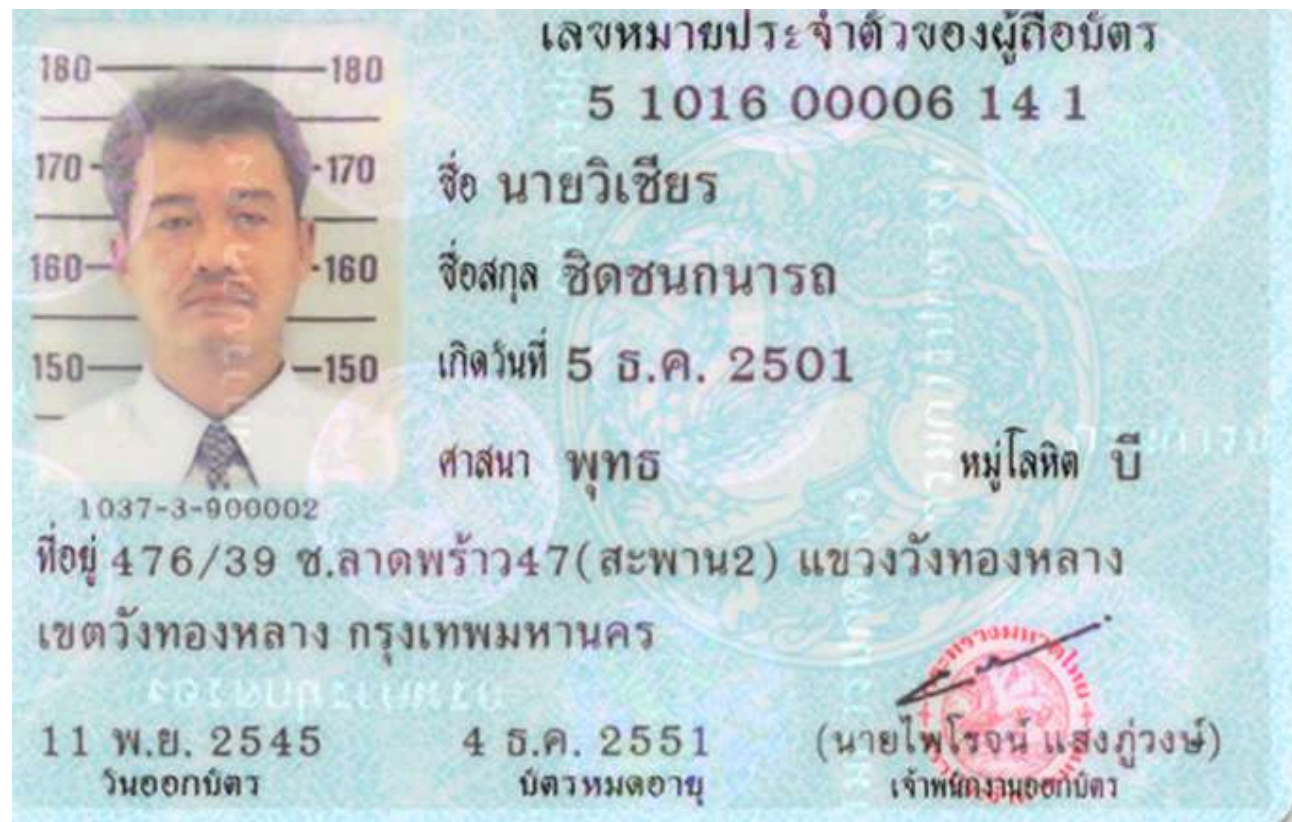 เลขหมายประจำตัวของผู้ถือบัตร
5 1016 00006 14 1
ชื่อ นายวิเชียร
ชื่อสกุล ชิดชนกนารถ
เกิดวันที่ 5 ธ.ค. 2501
ศาสนา พุทธ หมู่โลหิต บี
180 180
170 170
160 160
150 150
1037-3-900002
ที่อยู่ 476/39 ซ.ลาดพร้าว47(สะพาน2) แขวงวังทองหลาง
เขตวังทองหลาง กรุงเทพมหานคร
11 พ.ย. 2545 4 ธ.ค. 2551 (นายไพโรจน์ แสงภู่วงษ์)
วันออกบัตร บัตรหมดอายุ เจ้าพนักงานออกบัตร